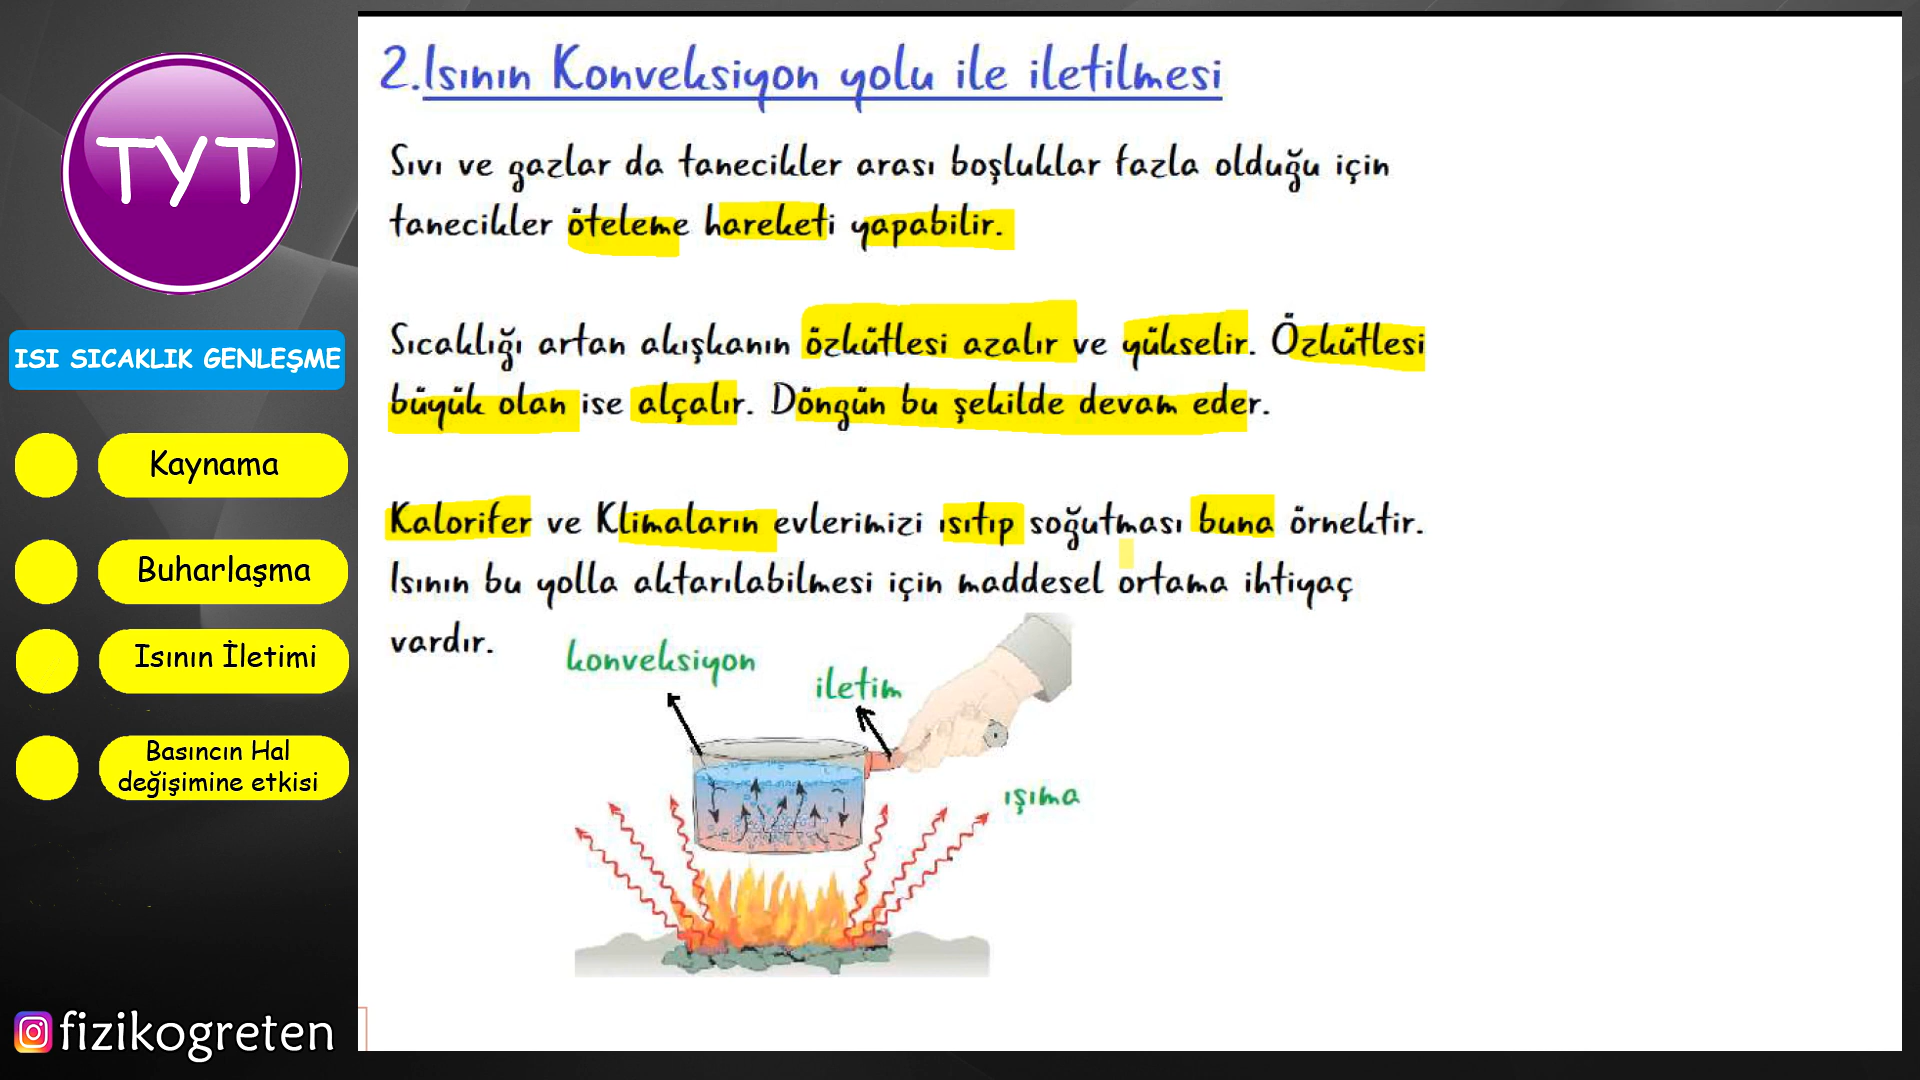 TYT
ISI SICAKLIK GENLEŞME
Kaynama
Buharlaşma
Isının İletimi
Basıncın Hal
değişimine etkisi
fizikogreten
2.Isının Konveksiyon yolu ile iletilmesi
Sıvı ve gazlar da tanecikler arası boşluklar fazla olduğu için
tanecikler öteleme hareketi yapabilir.
Sıcaklığı artan akışkanın özkütlesi azalır ve yükselir. Özkütlesi
büyük olan ise alçalır. Döngün bu şekilde devam eder.
Kalorifer ve Klimaların evlerimizi ısıtıp soğutması buna örnektir.
Isının bu yolla aktarılabilmesi için maddesel ortama ihtiyaç
vardır.
konveksiyon
iletim
ışıma